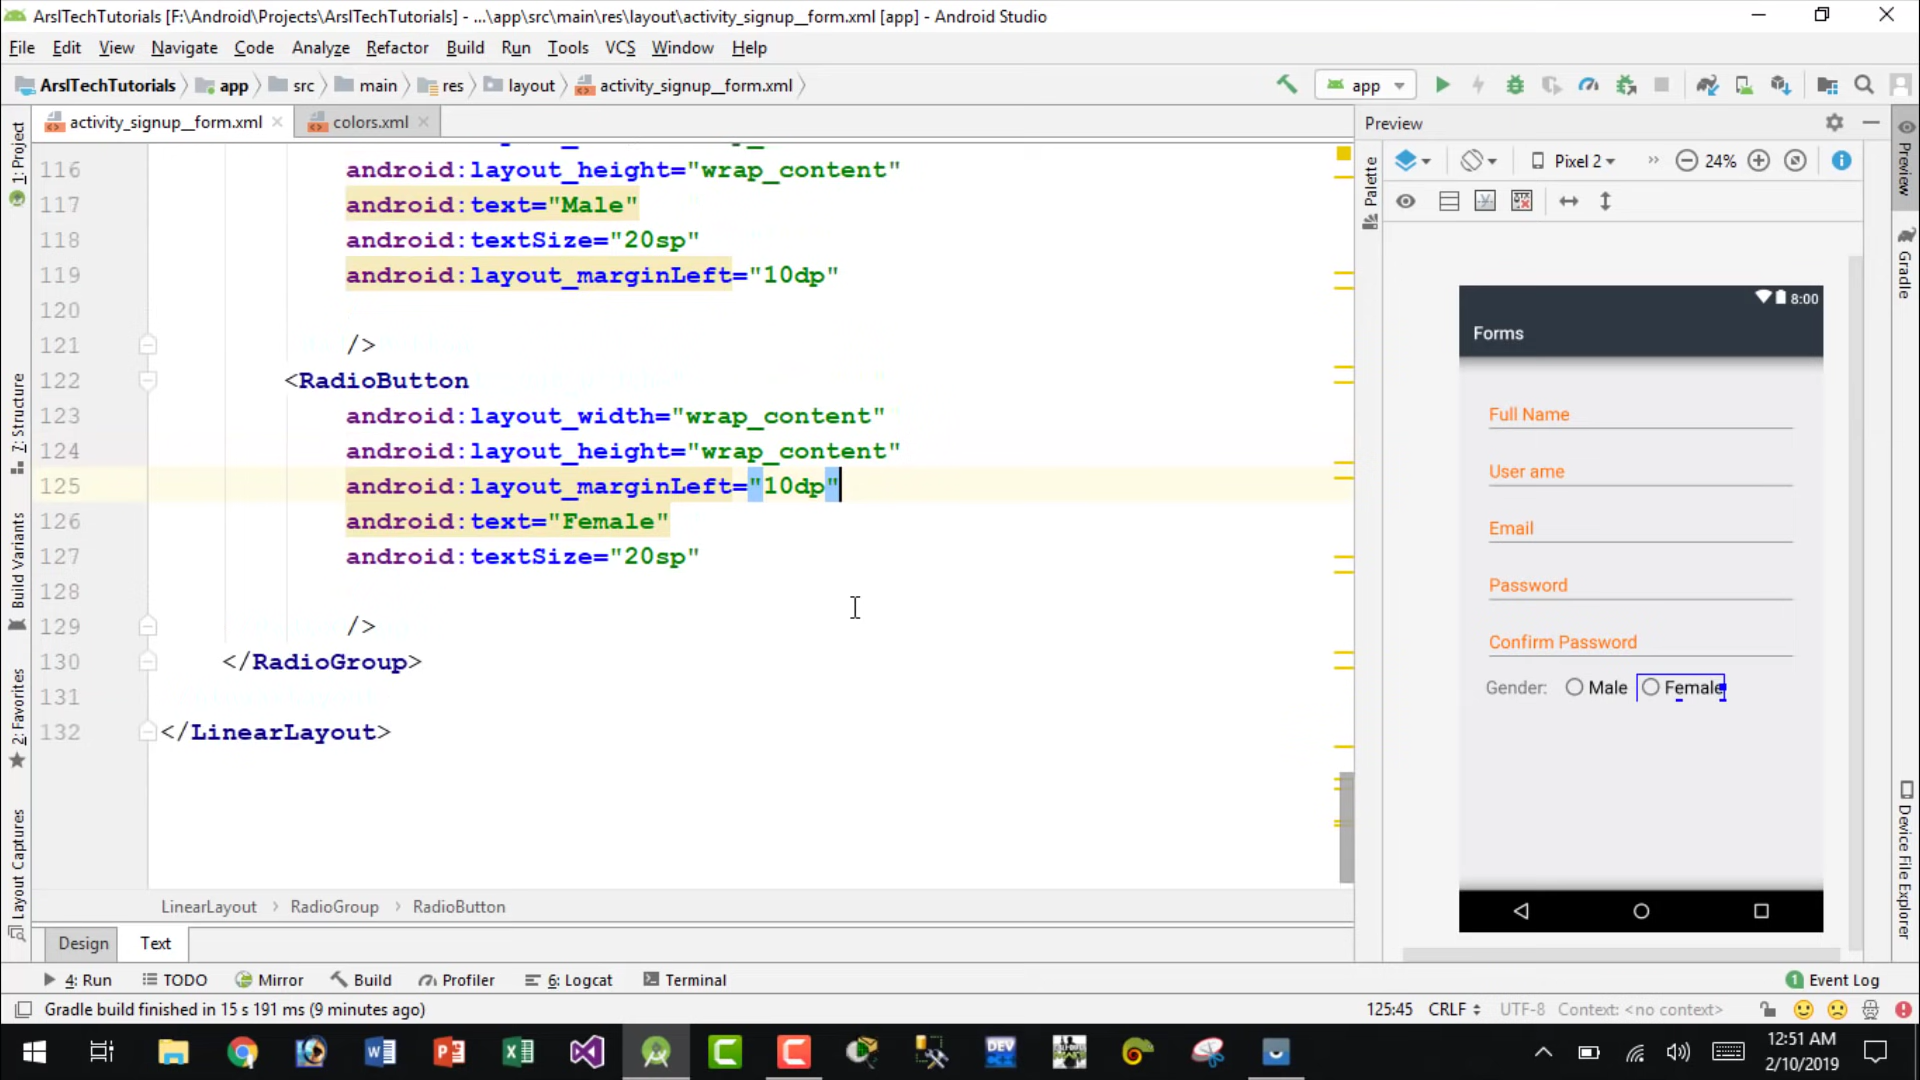 ArslTechTutorials [F:\Android\Projects\ArslTechTutorials] - ...\app\src\main\res\layout\activity_signup__form.xml [app] - Android Studio
File Edit View Navigate Code Analyze Refactor Build Run Tools VCS Window Help
ArslTechTutorials app src main res layout activity_signup__form.xml app
activity_signup__form.xml colors.xml
Preview
Pixel 2 24%
116 android:layout_height="wrap_content"
117 android:text="Male"
118 android:textSize="20sp"
119 android:layout_marginLeft="10dp"
120
121 />
122 <RadioButton
123 android:layout_width="wrap_content"
124 android:layout_height="wrap_content"
125 android:layout_marginLeft="10dp"
126 android:text="Female"
127 android:textSize="20sp"
128
129 />
130 </RadioGroup>
131
132 </LinearLayout>
LinearLayout RadioGroup RadioButton
Design Text
1: Project
7: Structure
Build Variants
2: Favorites
Layout Captures
Palette
8:00
Forms
Full Name
User ame
Email
Password
Confirm Password
Gender: Male Female
Preview
Gradle
Device File Explorer
4: Run TODO Mirror Build Profiler 6: Logcat Terminal 1 Event Log
Gradle build finished in 15 s 191 ms (9 minutes ago) 125:45 CRLF UTF-8 Context: <no context>
12:51 AM
2/10/2019